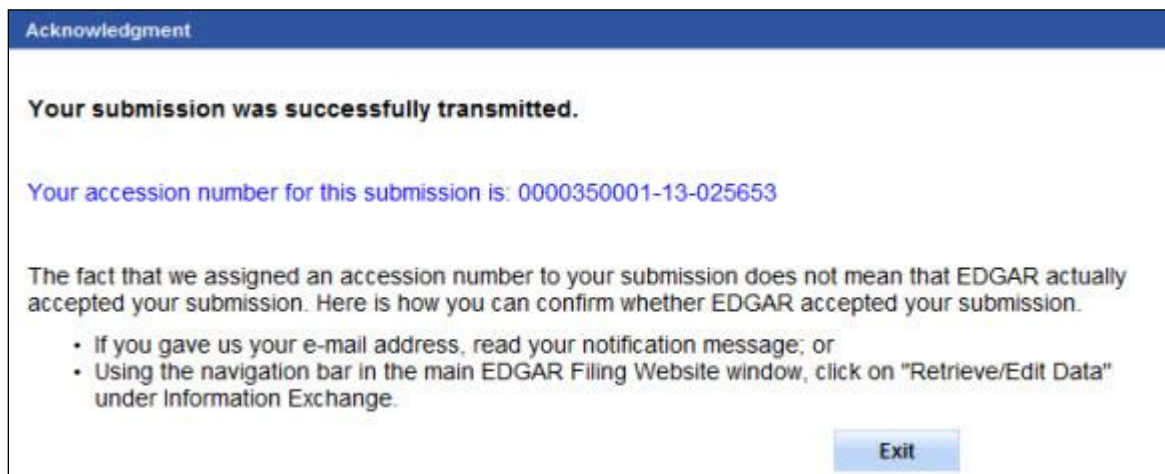 Acknowledgment
Your submission was successfully transmitted.
Your accession number for this submission is: 0000350001-13-025653
The fact that we assigned an accession number to your submission does not mean that EDGAR actually
accepted your submission. Here is how you can confirm whether EDGAR accepted your submission.
• If you gave us your e-mail address, read your notification message; or
• Using the navigation bar in the main EDGAR Filing Website window, click on "Retrieve/Edit Data"
under Information Exchange.
Exit